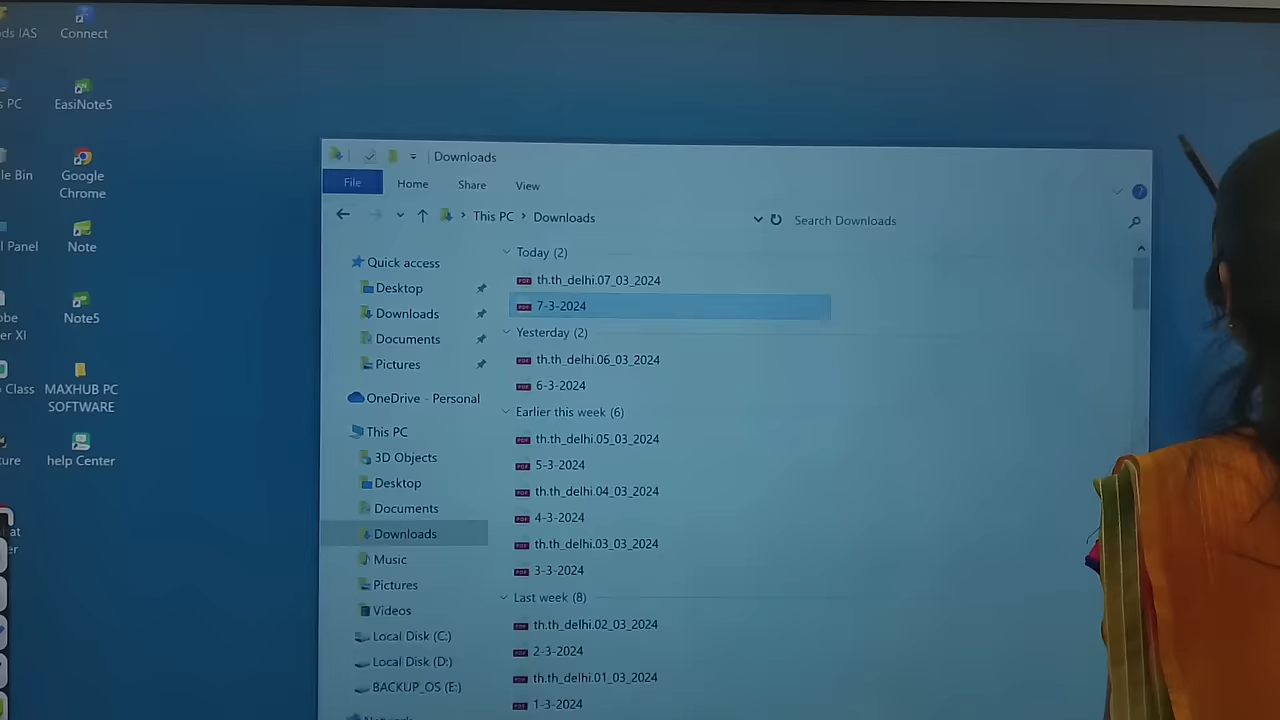 ds IAS
Connect
s PC
EasiNote5
le Bin
Google
Chrome
l Panel
Note
obe
er XI
Note5
Class
MAXHUB PC
SOFTWARE
ture
help Center
at
er
Downloads
File
Home
Share
View
This PC
Downloads
Search Downloads
Quick access
Desktop
Downloads
Documents
Pictures
OneDrive - Personal
This PC
3D Objects
Desktop
Documents
Downloads
Music
Pictures
Videos
Local Disk (C:)
Local Disk (D:)
BACKUP_OS (E:)
Today (2)
th.th_delhi.07_03_2024
7-3-2024
Yesterday (2)
th.th_delhi.06_03_2024
6-3-2024
Earlier this week (6)
th.th_delhi.05_03_2024
5-3-2024
th.th_delhi.04_03_2024
4-3-2024
th.th_delhi.03_03_2024
3-3-2024
Last week (8)
th.th_delhi.02_03_2024
2-3-2024
th.th_delhi.01_03_2024
1-3-2024